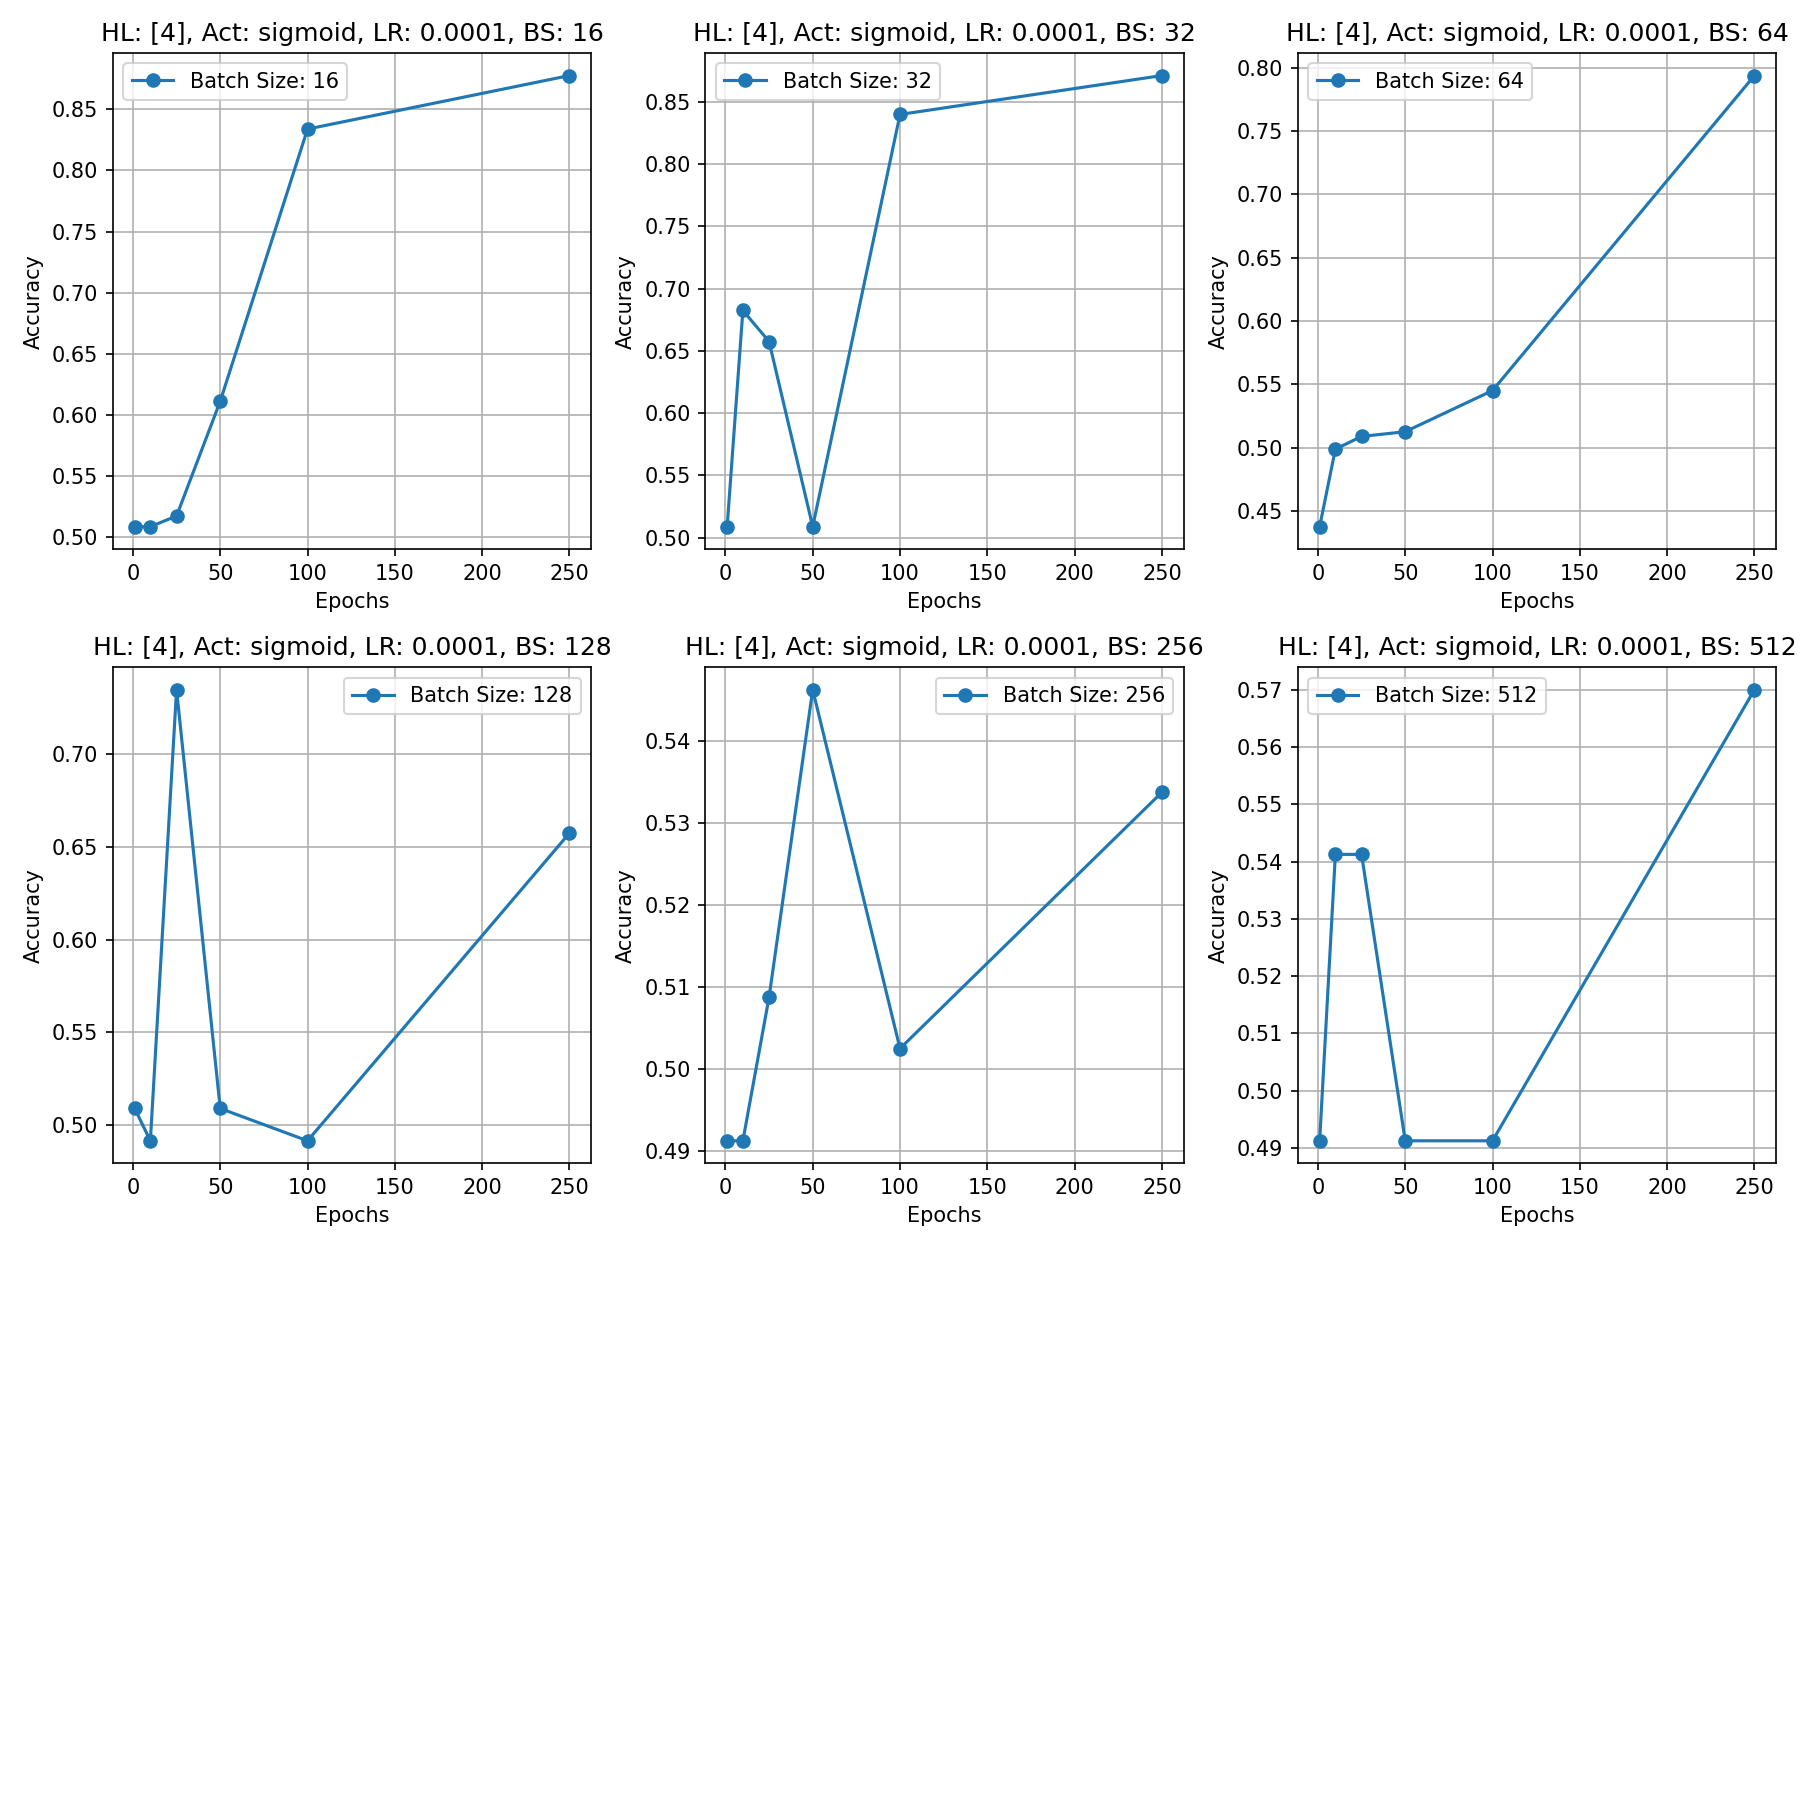 HL: [4], Act: sigmoid, LR: 0.0001, BS: 16
Batch Size: 16
Accuracy
0.85
0.80
0.75
0.70
0.65
0.60
0.55
0.50
0 50 100 150 200 250
Epochs
HL: [4], Act: sigmoid, LR: 0.0001, BS: 32
Batch Size: 32
Accuracy
0.85
0.80
0.75
0.70
0.65
0.60
0.55
0.50
0 50 100 150 200 250
Epochs
HL: [4], Act: sigmoid, LR: 0.0001, BS: 64
Batch Size: 64
Accuracy
0.80
0.75
0.70
0.65
0.60
0.55
0.50
0.45
0 50 100 150 200 250
Epochs
HL: [4], Act: sigmoid, LR: 0.0001, BS: 128
Batch Size: 128
Accuracy
0.70
0.65
0.60
0.55
0.50
0 50 100 150 200 250
Epochs
HL: [4], Act: sigmoid, LR: 0.0001, BS: 256
Batch Size: 256
Accuracy
0.54
0.53
0.52
0.51
0.50
0.49
0 50 100 150 200 250
Epochs
HL: [4], Act: sigmoid, LR: 0.0001, BS: 512
Batch Size: 512
Accuracy
0.57
0.56
0.55
0.54
0.53
0.52
0.51
0.50
0.49
0 50 100 150 200 250
Epochs